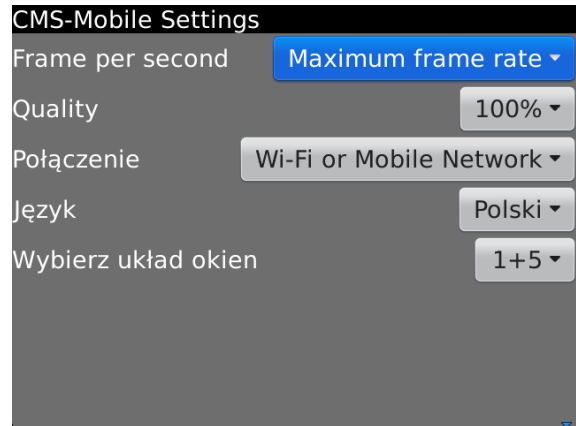 CMS-Mobile Settings
Frame per second Maximum frame rate
Quality 100%
Połączenie Wi-Fi or Mobile Network
Język Polski
Wybierz układ okien 1+5